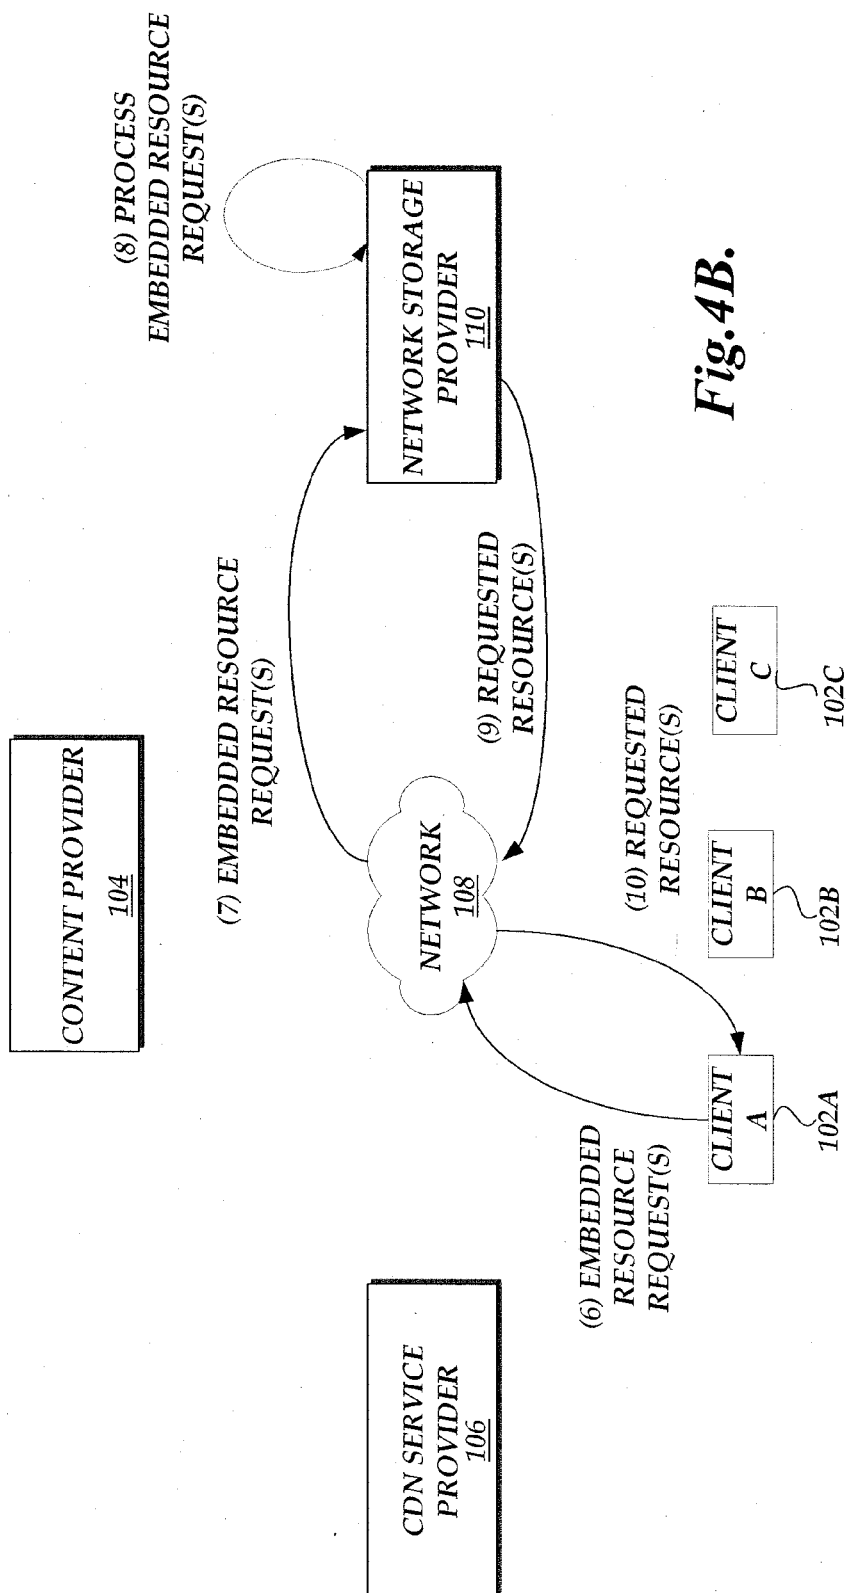 CONTENT PROVIDER
104
CDN SERVICE
PROVIDER
106
NETWORK
108
NETWORK STORAGE
PROVIDER
110
(6) EMBEDDED
RESOURCE
REQUEST(S)
(7) EMBEDDED RESOURCE
REQUEST(S)
(8) PROCESS
EMBEDDED RESOURCE
REQUEST(S)
(9) REQUESTED
RESOURCE(S)
(10) REQUESTED
RESOURCE(S)
CLIENT
A
102A
CLIENT
B
102B
CLIENT
C
102C
Fig.4B.